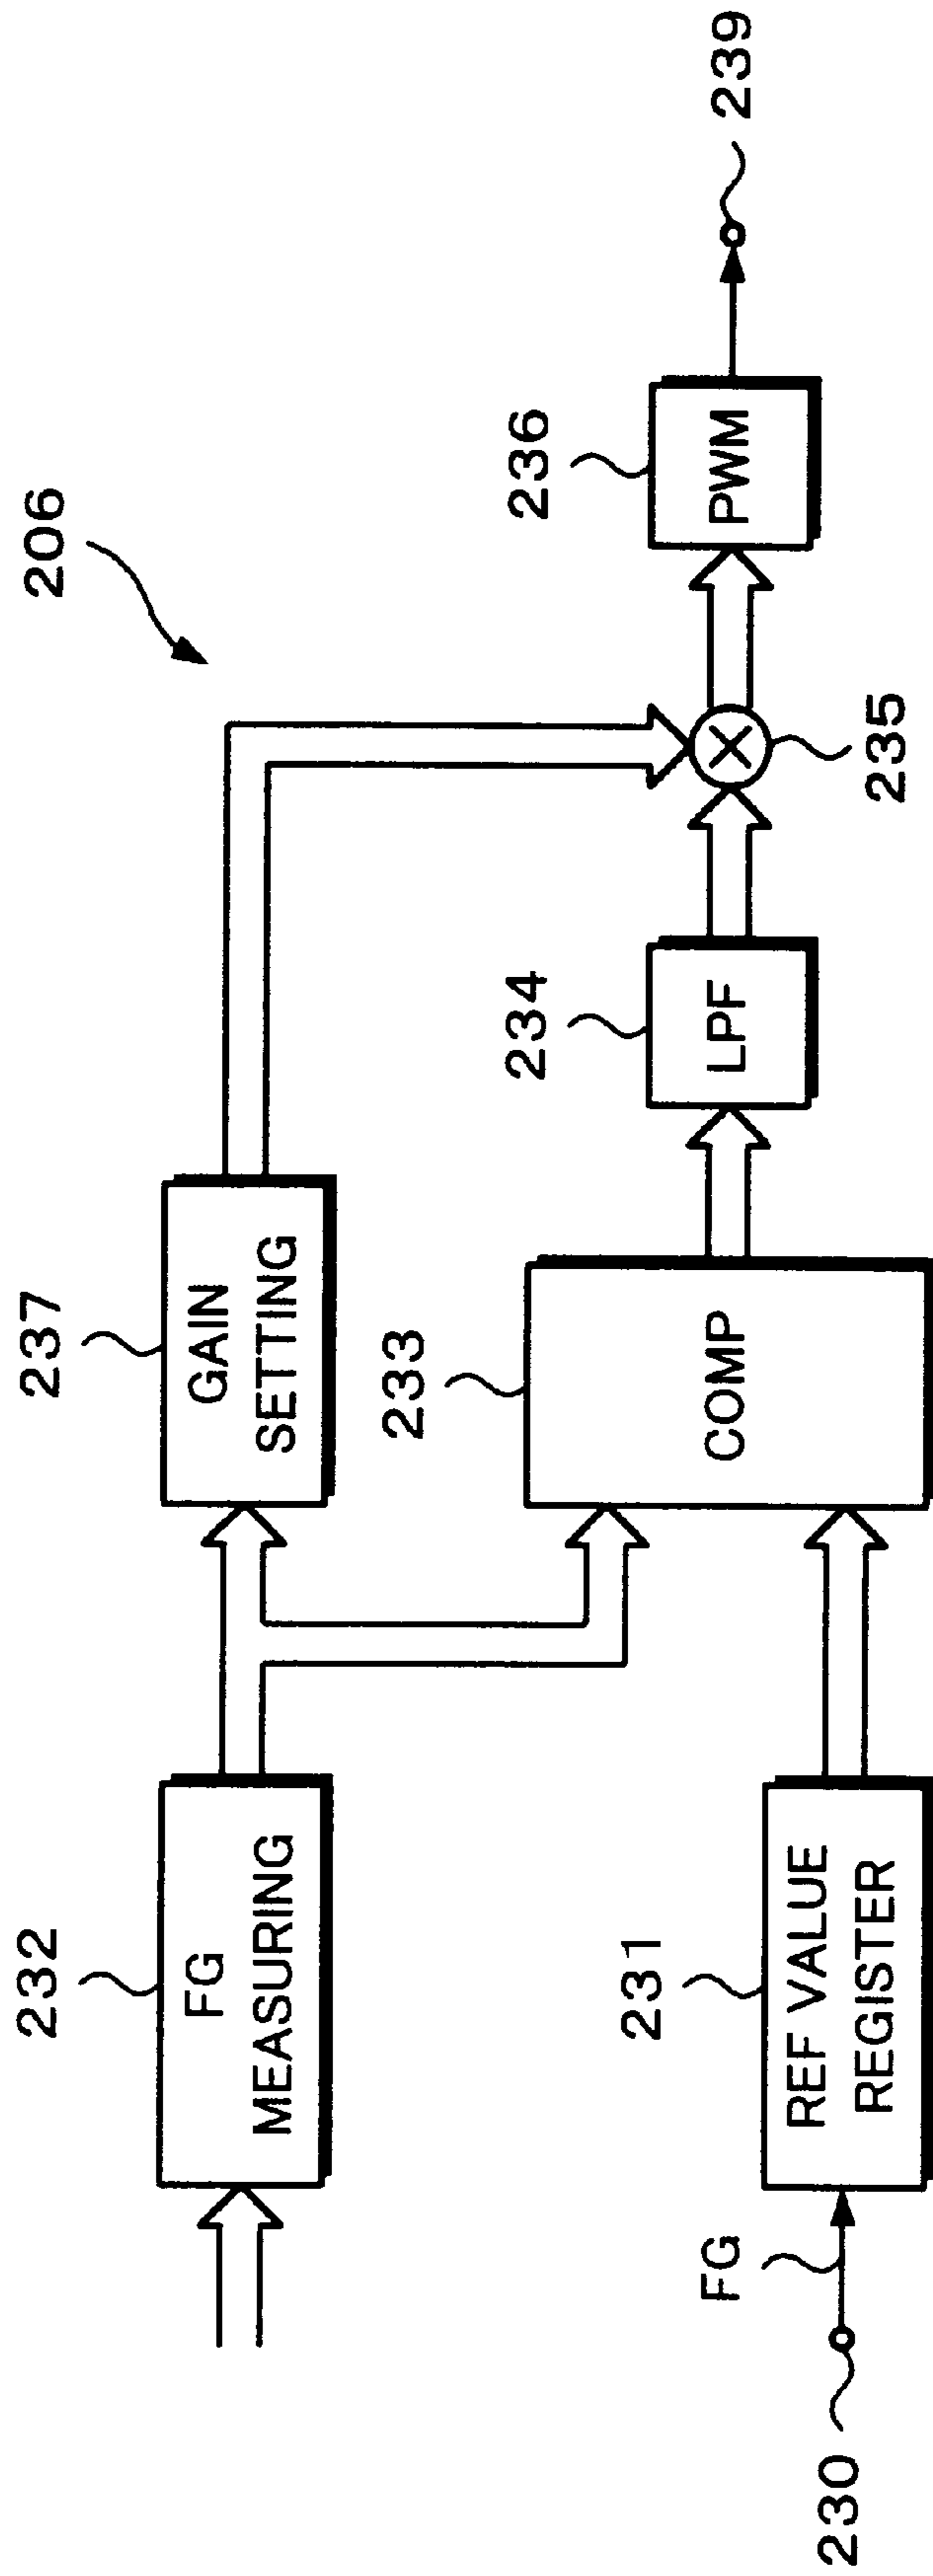 206
232
FG
MEASURING
237
GAIN
SETTING
233
COMP
234
LPF
235
236
PWM
239
231
REF VALUE
REGISTER
FG
230